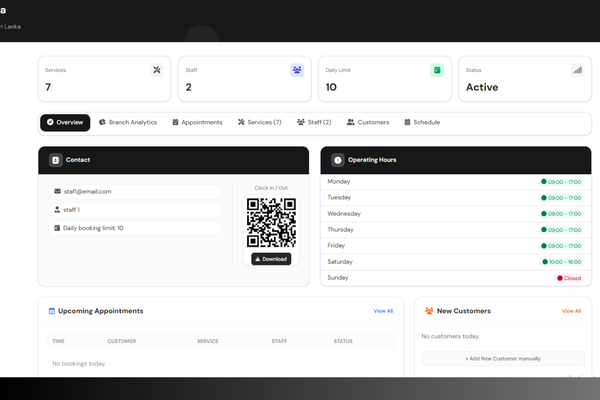 a
ri Lanka
Services
7
Staff
2
Daily Limit
10
Status
Active
Overview
Branch Analytics
Appointments
Services (7)
Staff (2)
Customers
Schedule
Contact
staf1@email.com
staff 1
Daily booking limit: 10
Clock In / Out
Download
Operating Hours
Monday 09:00 - 17:00
Tuesday 09:00 - 17:00
Wednesday 09:00 - 17:00
Thursday 09:00 - 17:00
Friday 09:00 - 17:00
Saturday 10:00 - 16:00
Sunday Closed
Upcoming Appointments View All
TIME CUSTOMER SERVICE STAFF STATUS
No bookings today.
New Customers View All
No customers today.
+ Add New Customer manually